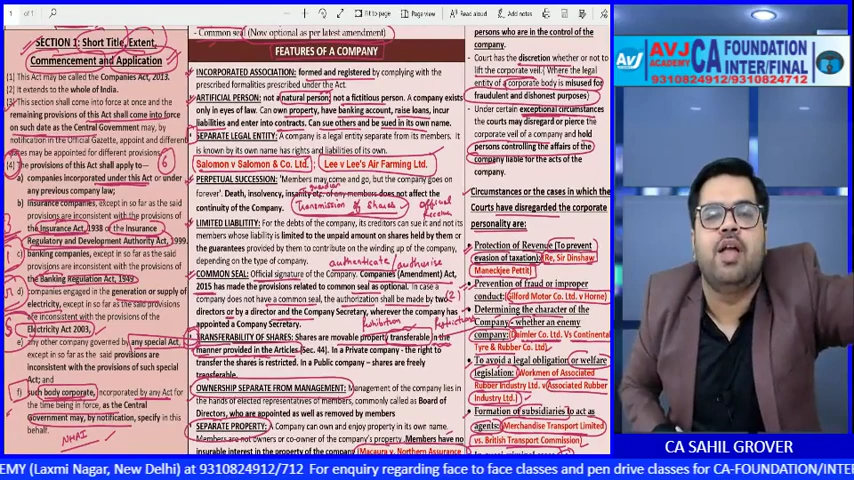 1 of 1
Fit to page
Page view
Read aloud
Add notes
SECTION 1: Short Title, Extent,
Commencement and Application
[1] This Act may be called the Companies Act, 2013.
[2] It extends to the whole of India.
[3] This section shall come into force at once and the
remaining provisions of this Act shall come into force
on such date as the Central Government may, by
notification in the Official Gazette, appoint and different
dates may be appointed for different provisions.
[4] The provisions of this Act shall apply to— 6
a) companies incorporated under this Act or under
any previous company law;
b) insurance companies, except in so far as the said
provisions are inconsistent with the provisions of
the Insurance Act, 1938 or the Insurance
Regulatory and Development Authority Act, 1999.
c) banking companies, except in so far as the said
provisions are inconsistent with the provisions of
the Banking Regulation Act, 1949
d) companies engaged in the generation or supply of
electricity, except in so far as the said provisions
are inconsistent with the provisions of the
Electricity Act 2003,
e) any other company governed by any special Act,
except in so far as the said provisions are
inconsistent with the provisions of such special
Act; and
f) Such body corporate, incorporated by any Act for
the time being in force, as the Central
Government may, by notification, specify in this
behalf.
NHAI
- Common seal (Now optional as per latest amendment)
FEATURES OF A COMPANY
INCORPORATED ASSOCIATION: formed and registered by complying with the
prescribed formalities prescribed under the Act.
ARTIFICIAL PERSON: not a natural person; not a fictitious person. A company exists
only in eyes of law. Can own property, have banking account, raise loans, incur
liabilities and enter into contracts. Can sue others and be sued in its own name.
SEPARATE LEGAL ENTITY: A company is a legal entity separate from its members. It
is known by its own name has rights and liabilities of its own.
Salomon v Salomon & Co. Ltd.; Lee v Lee's Air Farming Ltd.
PERPETUAL SUCCESSION: 'Members may come and go, but the company goes on
forever'. Death, insolvency, insanity etc. of any members does not affect the
guardian
continuity of the Company. Transmission of shares official
Receiver
LIMITED LIABILITITY: For the debts of the company, its creditors can sue it and not its
members whose liability is limited to the unpaid amount on shares held by them or
the guarantees provided by them to contribute on the winding up of the company,
depending on the type of company.
authenticate/authorise
COMMON SEAL: Official signature of the Company. Companies (Amendment) Act,
2015 has made the provisions related to common seal as optional. In case a
company does not have a common seal, the authorization shall be made by two (2)
directors or by a director and the Company Secretary, wherever the company has
appointed a Company Secretary.
TRANSFERABILITY OF SHARES: Shares are movable property transferable in the
manner provided in the Articles (Sec. 44). In a Private company - the right to
transfer the shares is restricted. In a Public company – shares are freely
transferable.
OWNERSHIP SEPARATE FROM MANAGEMENT: Management of the company lies in
the hands of elected representatives of members, commonly called as Board of
Directors, who are appointed as well as removed by members
SEPARATE PROPERTY: A Company can own and enjoy property in its own name.
Members are not owners or co-owner of the company's property. Members have no
insurable interest in the property of the company (Macaura v. Northern Assurance
persons who are in the control of the
company.
Court has the discretion whether or not to
lift the corporate veil. (Where the legal
entity of a corporate body is misused for
fraudulent and dishonest purposes)
Under certain exceptional circumstances
the courts may disregard or pierce the
corporate veil of a company and hold
persons controlling the affairs of the
company liable for the acts of the
company.
Circumstances or the cases in which the
Courts have disregarded the corporate
personality are:
Protection of Revenue (To prevent
evasion of taxation): Re, Sir Dinshaw
Maneckjee Pettit
Prevention of fraud or improper
conduct: Gilford Motor Co. Ltd. v Horne)
Determining the character of the
Company - whether an enemy
company: Daimler Co. Ltd. Vs Continental
Tyre & Rubber Co. Ltd.
To avoid a legal obligation or welfare
legislation: Workmen of Associated
Rubber Industry Ltd. v Associated Rubber
Industry Ltd.)
Formation of subsidiaries to act as
agents: Merchandise Transport Limited
vs. British Transport Commission)
AVJ
ACADEMY
CA FOUNDATION
INTER/FINAL
9310824912/712
CA SAHIL GROVER
EMY (Laxmi Nagar, New Delhi) at 9310824912/712 For enquiry regarding face to face classes and pen drive classes for CA-FOUNDATION/INTE